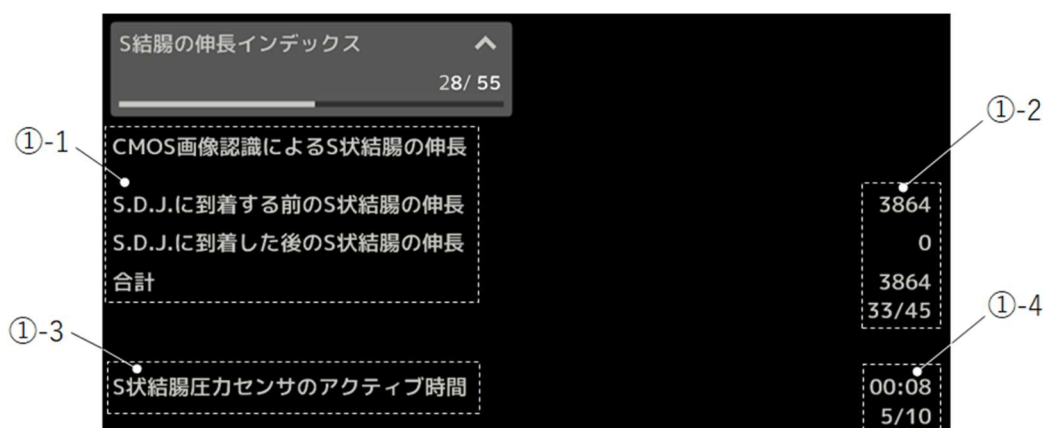 S結腸の伸長インデックス
28/ 55
①-1
①-2
CMOS画像認識によるS状結腸の伸長
S.D.J.に到着する前のS状結腸の伸長 3864
S.D.J.に到着した後のS状結腸の伸長 0
合計 3864
33/45
①-3
①-4
S状結腸圧力センサのアクティブ時間 00:08
5/10